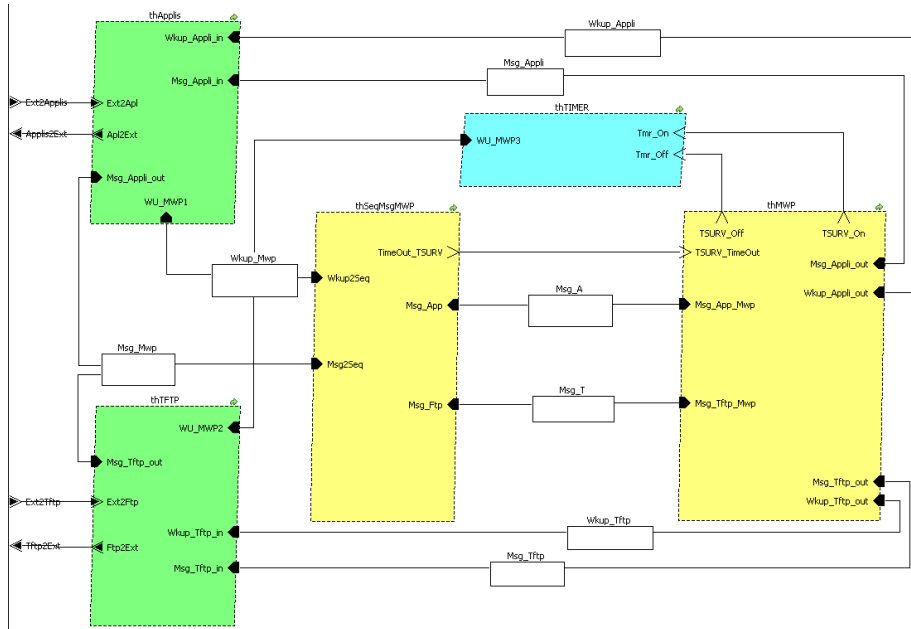 thApplis
Wkup_Appli
Wkup_Appli_in
Msg_Appli
Msg_Appli_in
Ext2Applis
Ext2Apl
thTIMER
Applis2Ext
Apl2Ext
WU_MWP3
Tmr_On
Tmr_Off
Msg_Appli_out
WU_MWP1
thSeqMsgMWP
thMWP
TSURV_Off
TSURV_On
TimeOut_TSURV
TSURV_TimeOut
Wkup_Mwp
Msg_Appli_out
Wkup2Seq
Msg_A
Wkup_Appli_out
Msg_App
Msg_App_Mwp
Msg_Mwp
Msg2Seq
Msg_T
thTFTP
Msg_Ftp
Msg_Tftp_Mwp
WU_MWP2
Msg_Tftp_out
Msg_Tftp_out
Ext2Tftp
Ext2Ftp
Wkup_Tftp_out
Wkup_Tftp
Wkup_Tftp_in
Tftp2Ext
Ftp2Ext
Msg_Tftp
Msg_Tftp_in